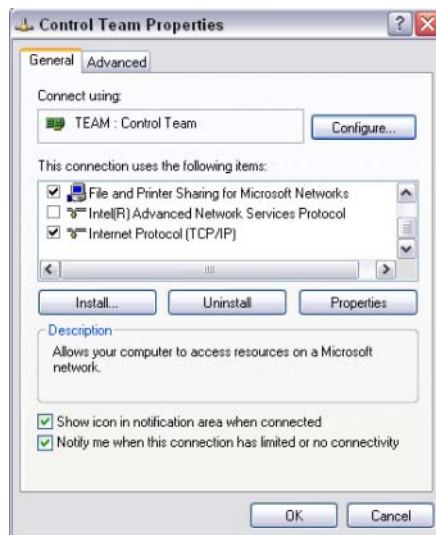 Control Team Properties
General
Advanced
Connect using:
TEAM : Control Team
Configure...
This connection uses the following items:
File and Printer Sharing for Microsoft Networks
Intel(R) Advanced Network Services Protocol
Internet Protocol (TCP/IP)
Install...
Uninstall
Properties
Description
Allows your computer to access resources on a Microsoft
network.
Show icon in notification area when connected
Notify me when this connection has limited or no connectivity
OK
Cancel